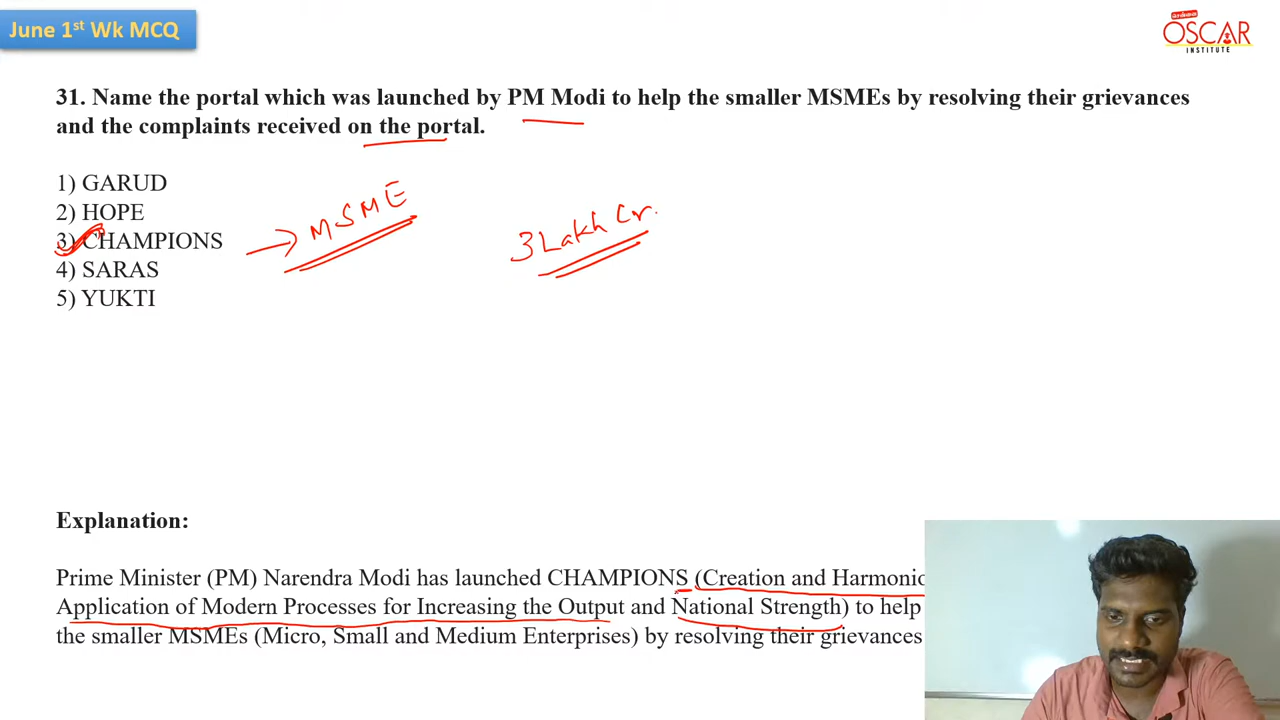 June 1st Wk MCQ
சென்னை
OSCAR
INSTITUTE
31. Name the portal which was launched by PM Modi to help the smaller MSMEs by resolving their grievances
and the complaints received on the portal.
1) GARUD
2) HOPE
3) CHAMPIONS
4) SARAS
5) YUKTI
MSME
3 Lakh Cr.
Explanation:
Prime Minister (PM) Narendra Modi has launched CHAMPIONS (Creation and Harmonio
Application of Modern Processes for Increasing the Output and National Strength) to help
the smaller MSMEs (Micro, Small and Medium Enterprises) by resolving their grievances